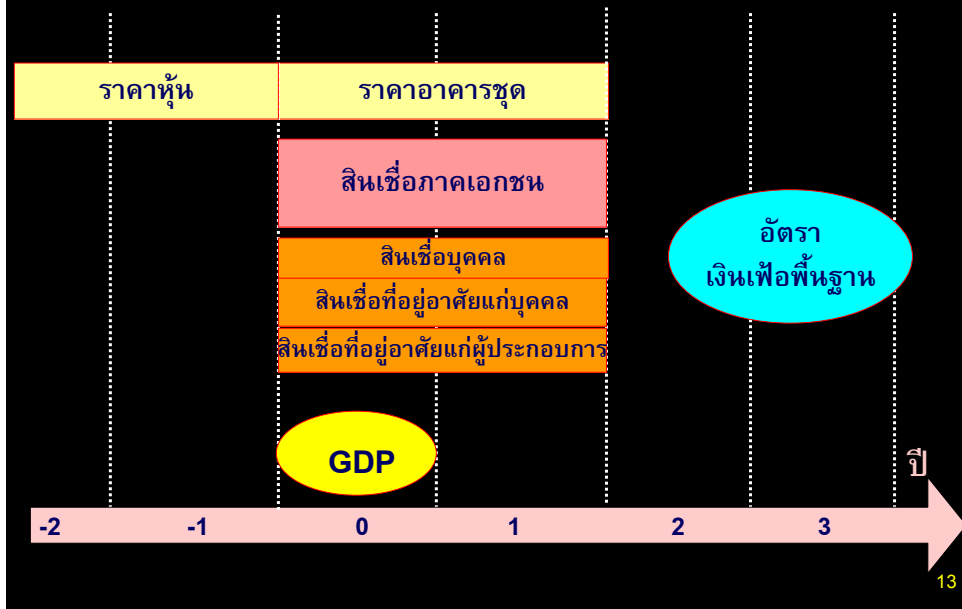 ราคาหุ้น
ราคาอาคารชุด
สินเชื่อภาคเอกชน
สินเชื่อบุคคล
สินเชื่อที่อยู่อาศัยแก่บุคคล
สินเชื่อที่อยู่อาศัยแก่ผู้ประกอบการ
อัตรา
เงินเฟ้อพื้นฐาน
GDP
ปี
-2 -1 0 1 2 3
13